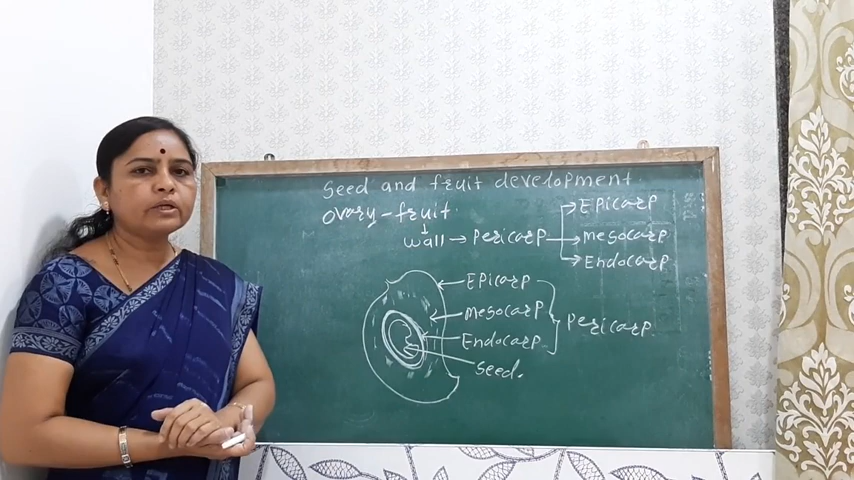 Seed and fruit development
Ovary-fruit
wall → Pericarp
Epicarp
Mesocarp
Endocarp
Epicarp
Mesocarp
Endocarp
Pericarp
Seed.